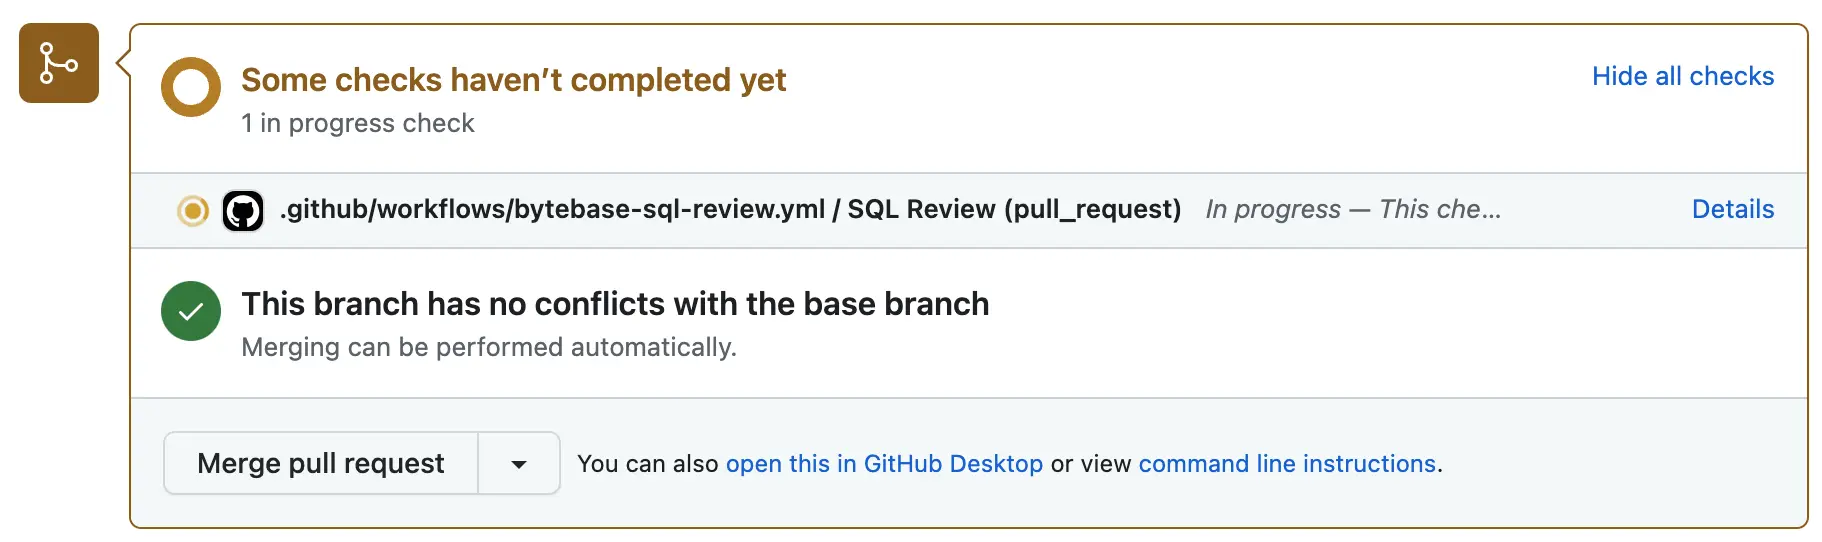 Some checks haven’t completed yet
Hide all checks
1 in progress check
.github/workflows/bytebase-sql-review.yml / SQL Review (pull_request) In progress — This che...
Details
This branch has no conflicts with the base branch
Merging can be performed automatically.
Merge pull request
You can also open this in GitHub Desktop or view command line instructions.